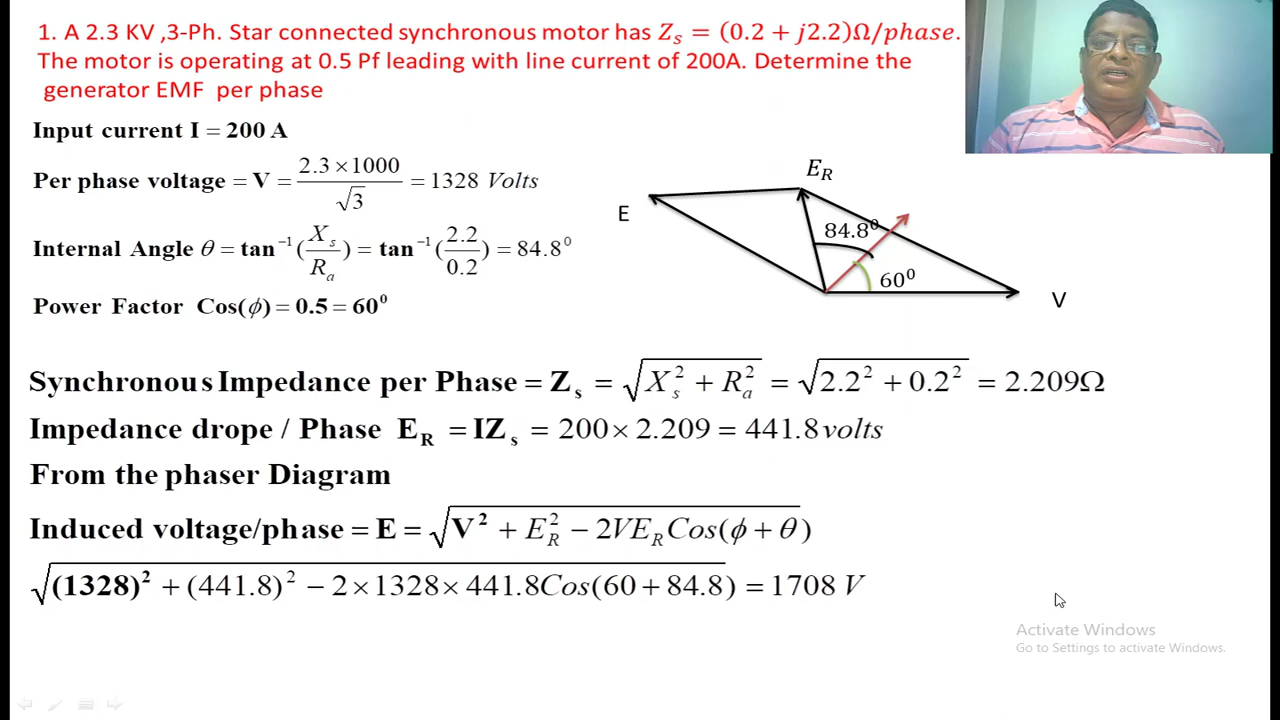 1. A 2.3 KV ,3-Ph. Star connected synchronous motor has Z_s = (0.2 + j2.2)Ω/phase.
The motor is operating at 0.5 Pf leading with line current of 200A. Determine the
generator EMF per phase
Input current I = 200 A
Per phase voltage = V = (2.3 × 1000)/√3 = 1328 Volts
Internal Angle θ = tan⁻¹(X_s/R_a) = tan⁻¹(2.2/0.2) = 84.8⁰
Power Factor Cos(ϕ) = 0.5 = 60⁰
E_R
E
84.8⁰
60⁰
V
Synchronous Impedance per Phase = Z_s = √(X_s² + R_a²) = √(2.2² + 0.2²) = 2.209Ω
Impedance drope / Phase E_R = IZ_s = 200 × 2.209 = 441.8 volts
From the phaser Diagram
Induced voltage/phase = E = √(V² + E_R² − 2VE_R Cos(ϕ + θ))
√((1328)² + (441.8)² − 2 × 1328 × 441.8Cos(60 + 84.8)) = 1708 V
Activate Windows
Go to Settings to activate Windows.